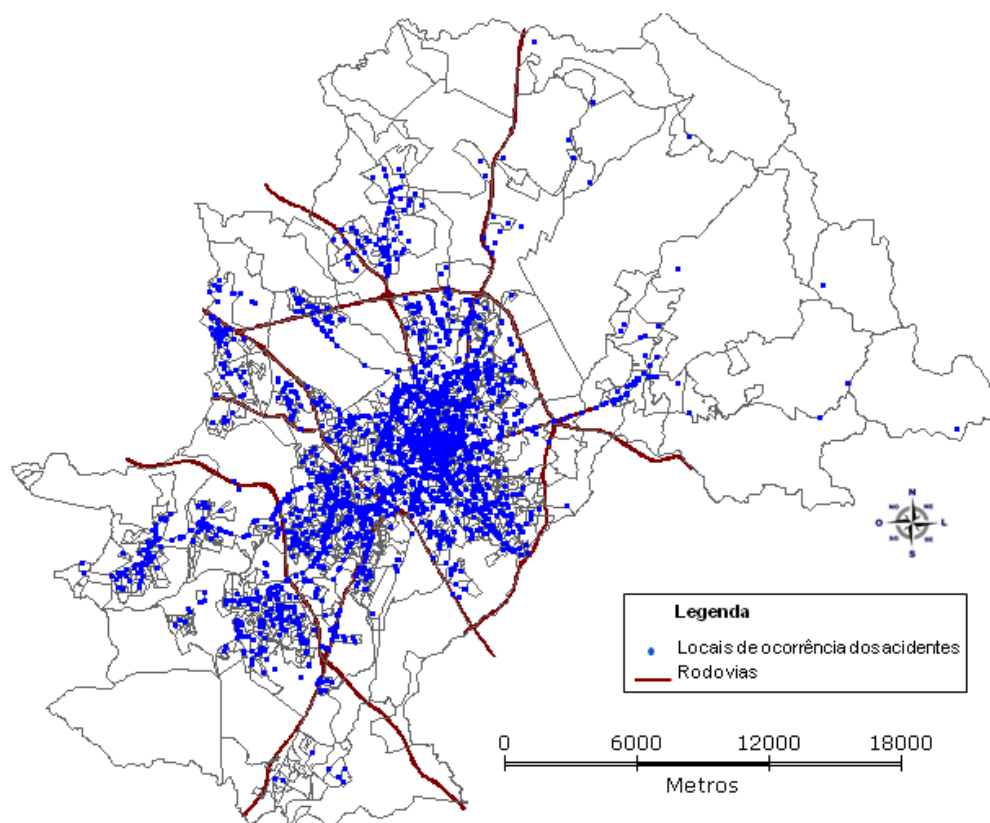 N
O
L
S
Legenda
Locais de ocorrência dos acidentes
Rodovias
0 6000 12000 18000
Metros